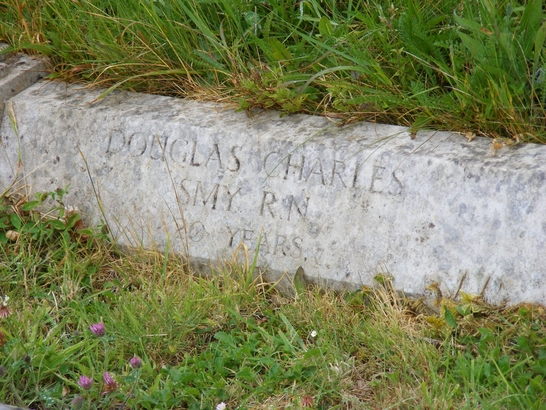 DOUGLAS CHARLES
SMY R.N.
YEARS.